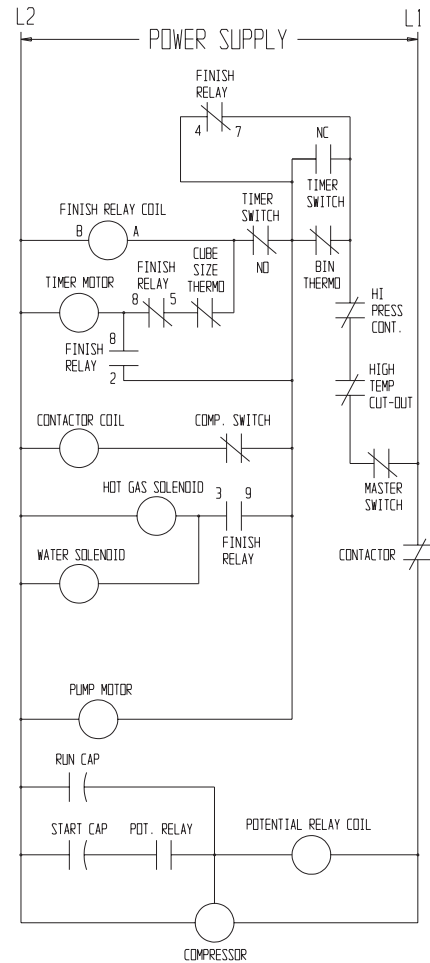 L2
L1
POWER SUPPLY
FINISH
RELAY
4
7
NC
TIMER
SWITCH
FINISH RELAY COIL
B
A
TIMER
SWITCH
NO
BIN
THERMO
CUBE
SIZE
THERMO
FINISH
RELAY
8
5
TIMER MOTOR
HI
PRESS
CONT.
8
FINISH
RELAY
2
HIGH
TEMP
CUT-OUT
CONTACTOR COIL
COMP. SWITCH
MASTER
SWITCH
HOT GAS SOLENOID
3
9
FINISH
RELAY
WATER SOLENOID
CONTACTOR
PUMP MOTOR
RUN CAP
START CAP
POT. RELAY
POTENTIAL RELAY COIL
COMPRESSOR